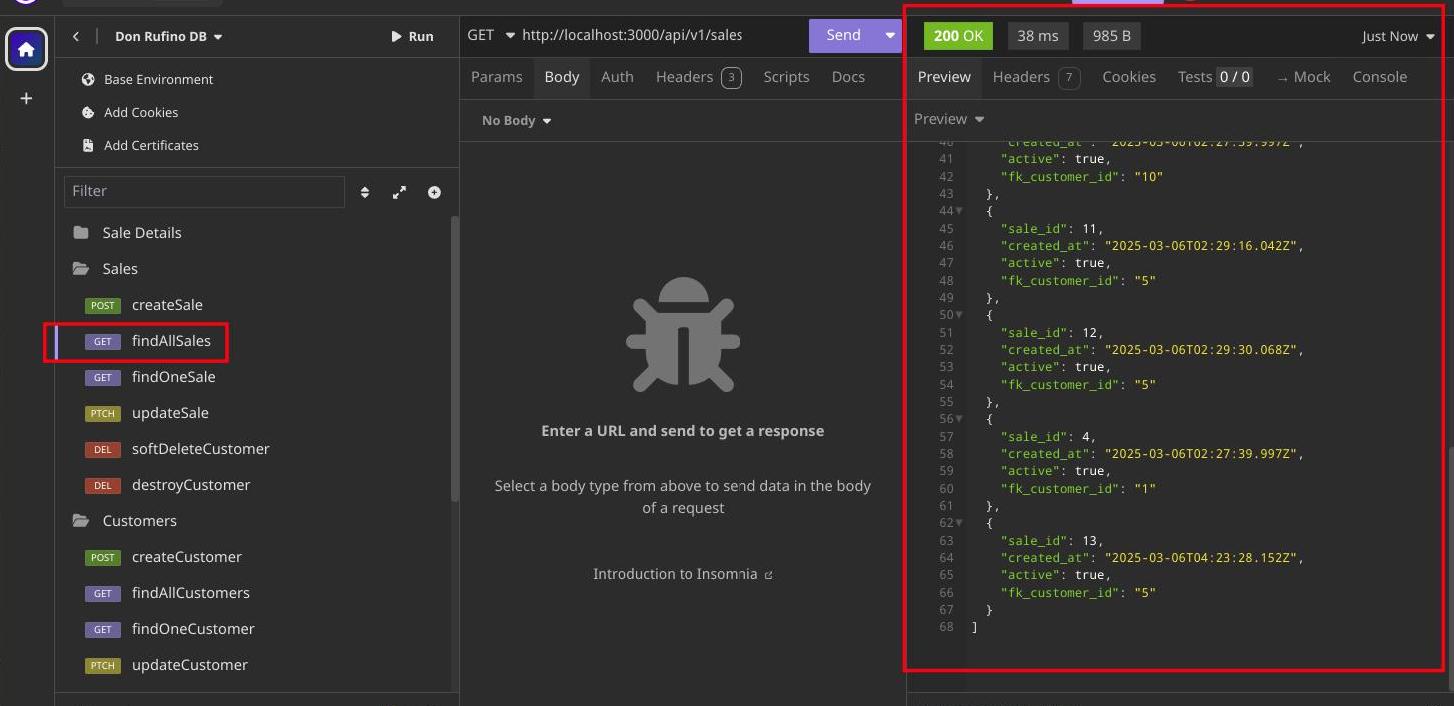 Don Rufino DB
Run
Base Environment
Add Cookies
Add Certificates
Filter
Sale Details
Sales
POST createSale
GET findAllSales
GET findOneSale
PTCH updateSale
DEL softDeleteCustomer
DEL destroyCustomer
Customers
POST createCustomer
GET findAllCustomers
GET findOneCustomer
PTCH updateCustomer
GET http://localhost:3000/api/v1/sales Send
Params Body Auth Headers 3 Scripts Docs
No Body
Enter a URL and send to get a response
Select a body type from above to send data in the body
of a request
Introduction to Insomnia
200 OK 38 ms 985 B Just Now
Preview Headers 7 Cookies Tests 0 / 0 → Mock Console
Preview
40 "created_at": "2025-03-06T02:27:39.997Z",
41 "active": true,
42 "fk_customer_id": "10"
43 },
44 {
45 "sale_id": 11,
46 "created_at": "2025-03-06T02:29:16.042Z",
47 "active": true,
48 "fk_customer_id": "5"
49 },
50 {
51 "sale_id": 12,
52 "created_at": "2025-03-06T02:29:30.068Z",
53 "active": true,
54 "fk_customer_id": "5"
55 },
56 {
57 "sale_id": 4,
58 "created_at": "2025-03-06T02:27:39.997Z",
59 "active": true,
60 "fk_customer_id": "1"
61 },
62 {
63 "sale_id": 13,
64 "created_at": "2025-03-06T04:23:28.152Z",
65 "active": true,
66 "fk_customer_id": "5"
67 }
68 ]